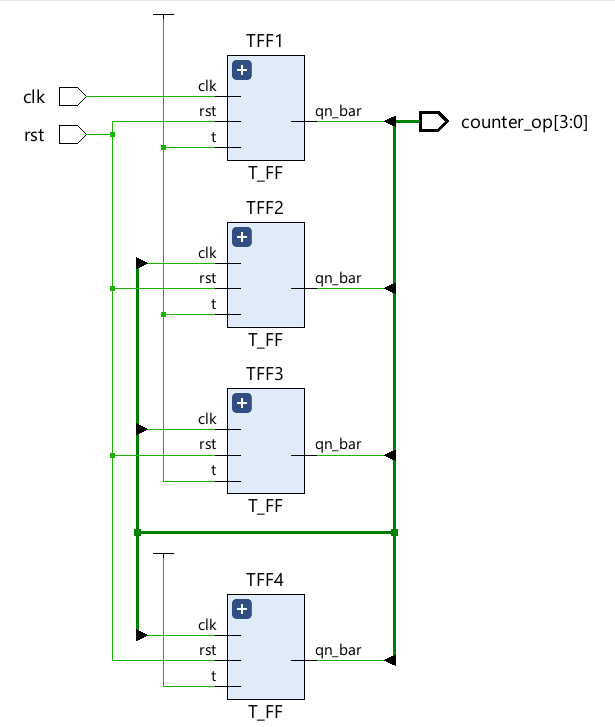 TFF1
clk
clk
rst
qn_bar
counter_op[3:0]
rst
t
T_FF
TFF2
clk
rst
qn_bar
t
T_FF
TFF3
clk
rst
qn_bar
t
T_FF
TFF4
clk
rst
qn_bar
t
T_FF